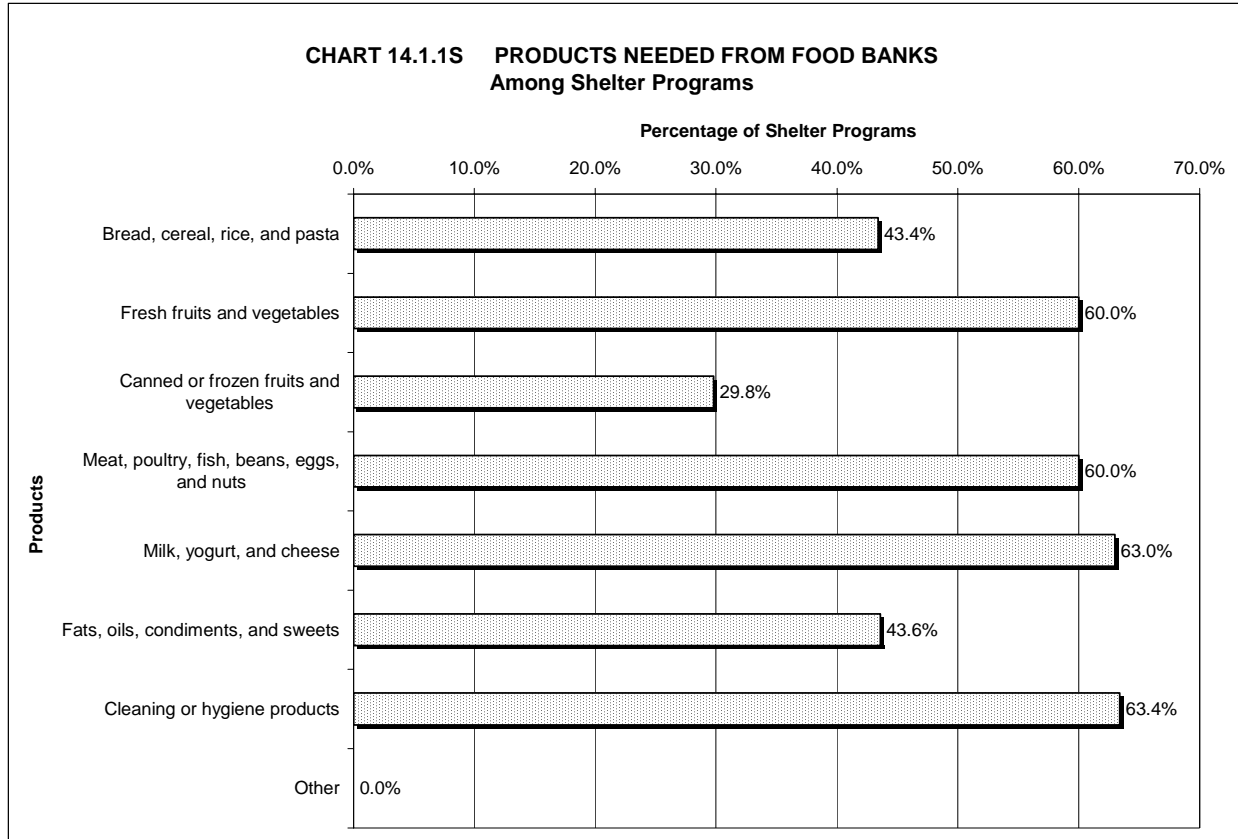 CHART 14.1.1S PRODUCTS NEEDED FROM FOOD BANKS
Among Shelter Programs
Percentage of Shelter Programs
0.0% 10.0% 20.0% 30.0% 40.0% 50.0% 60.0% 70.0%
Products
Bread, cereal, rice, and pasta
43.4%
Fresh fruits and vegetables
60.0%
Canned or frozen fruits and
vegetables
29.8%
Meat, poultry, fish, beans, eggs,
and nuts
60.0%
Milk, yogurt, and cheese
63.0%
Fats, oils, condiments, and sweets
43.6%
Cleaning or hygiene products
63.4%
Other
0.0%